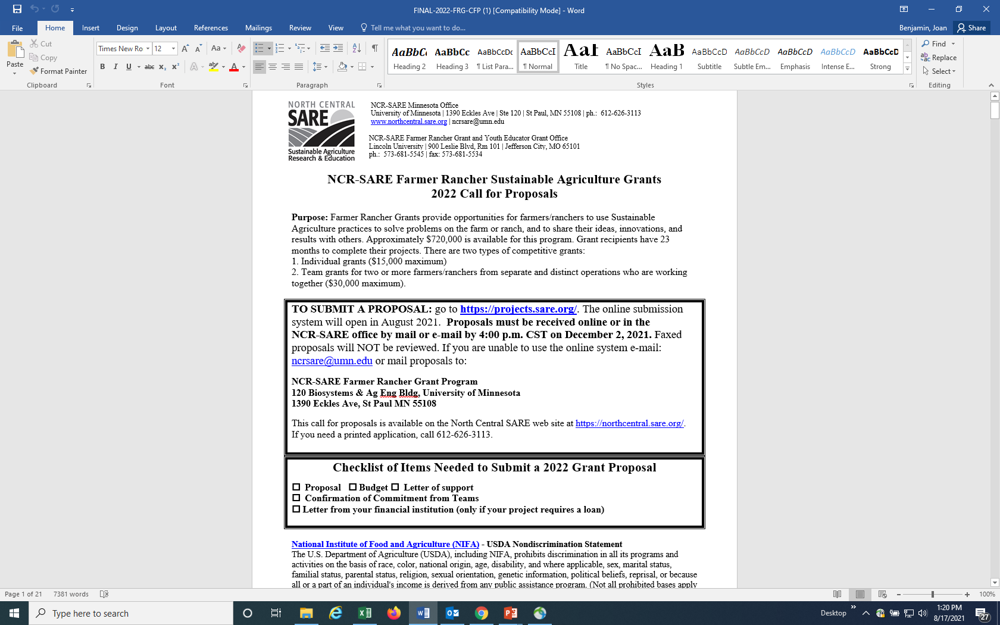 FINAL-2022-FRG-CFP (1) [Compatibility Mode] - Word
File Home Insert Design Layout References Mailings Review View Tell me what you want to do... Benjamin, Joan Share
Paste
Cut
Copy
Format Painter
Clipboard
Times New Ro 12 Aa
B I U abc X₂ X² A A
Font
Paragraph
AaBbCc AaBbCc AaBbCcDc AaBbCcI AaBbCcI AaBbCcD AaBbCcD AaBbCcD AaBbCcD AaBbCcD
Heading 2 Heading 3 ¶ List Para... ¶ Normal Title ¶ No Spac... Heading 1 Subtitle Subtle Em... Emphasis Intense E... Strong
Styles
Find
Replace
Select
Editing
NORTH CENTRAL
SARE
Sustainable Agriculture
Research & Education
NCR-SARE Minnesota Office
University of Minnesota | 1390 Eckles Ave | Ste 120 | St Paul, MN 55108 | ph.: 612-626-3113
www.northcentral.sare.org | ncrsare@umn.edu
NCR-SARE Farmer Rancher Grant and Youth Educator Grant Office
Lincoln University | 900 Leslie Blvd, Rm 101 | Jefferson City, MO 65101
ph.: 573-681-5545 | fax: 573-681-5534
NCR-SARE Farmer Rancher Sustainable Agriculture Grants
2022 Call for Proposals
Purpose: Farmer Rancher Grants provide opportunities for farmers/ranchers to use Sustainable
Agriculture practices to solve problems on the farm or ranch, and to share their ideas, innovations, and
results with others. Approximately $720,000 is available for this program. Grant recipients have 23
months to complete their projects. There are two types of competitive grants:
1. Individual grants ($15,000 maximum)
2. Team grants for two or more farmers/ranchers from separate and distinct operations who are working
together ($30,000 maximum).
TO SUBMIT A PROPOSAL: go to https://projects.sare.org/. The online submission
system will open in August 2021. Proposals must be received online or in the
NCR-SARE office by mail or e-mail by 4:00 p.m. CST on December 2, 2021. Faxed
proposals will NOT be reviewed. If you are unable to use the online system e-mail:
ncrsare@umn.edu or mail proposals to:
NCR-SARE Farmer Rancher Grant Program
120 Biosystems & Ag Eng Bldg, University of Minnesota
1390 Eckles Ave, St Paul MN 55108
This call for proposals is available on the North Central SARE web site at https://northcentral.sare.org/.
If you need a printed application, call 612-626-3113.
Checklist of Items Needed to Submit a 2022 Grant Proposal
☐ Proposal ☐ Budget ☐ Letter of support
☐ Confirmation of Commitment from Teams
☐ Letter from your financial institution (only if your project requires a loan)
National Institute of Food and Agriculture (NIFA) - USDA Nondiscrimination Statement
The U.S. Department of Agriculture (USDA), including NIFA, prohibits discrimination in all its programs and
activities on the basis of race, color, national origin, age, disability, and where applicable, sex, marital status,
familial status, parental status, religion, sexual orientation, genetic information, political beliefs, reprisal, or because
all or a part of an individual's income is derived from any public assistance program. (Not all prohibited bases apply
Page 1 of 21 7381 words 100%
Type here to search
Desktop
1:20 PM
8/17/2021
27